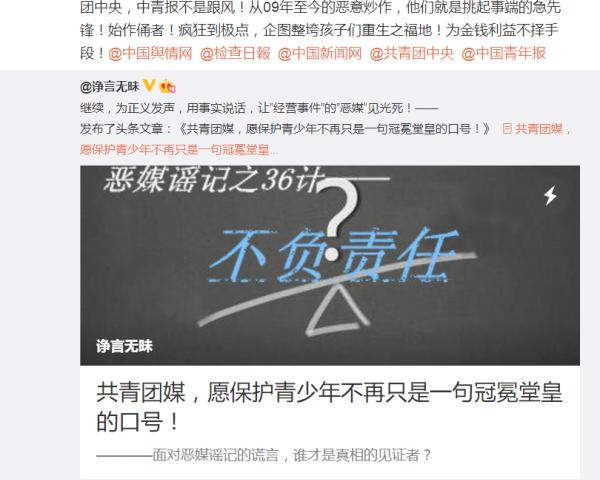 团中央，中青报不是跟风！从09年至今的恶意炒作，他们就是挑起事端的急先
锋！始作俑者！疯狂到极点，企图整垮孩子们重生之福地！为金钱利益不择手
段！@中国舆情网 @检查日報 @中国新闻网 @共青团中央 @中国青年报
@诤言无昧
继续，为正义发声，用事实说话，让"经营事件"的"恶媒"见光死！——
发布了头条文章：《共青团媒，愿保护青少年不再只是一句冠冕堂皇的口号！》 共青团媒，
愿保护青少年不再只是一句冠冕堂皇...
恶媒谣记之36计——
?
不负责任
诤言无昧
共青团媒，愿保护青少年不再只是一句冠冕堂皇
的口号！
————面对恶媒谣记的谎言，谁才是真相的见证者？